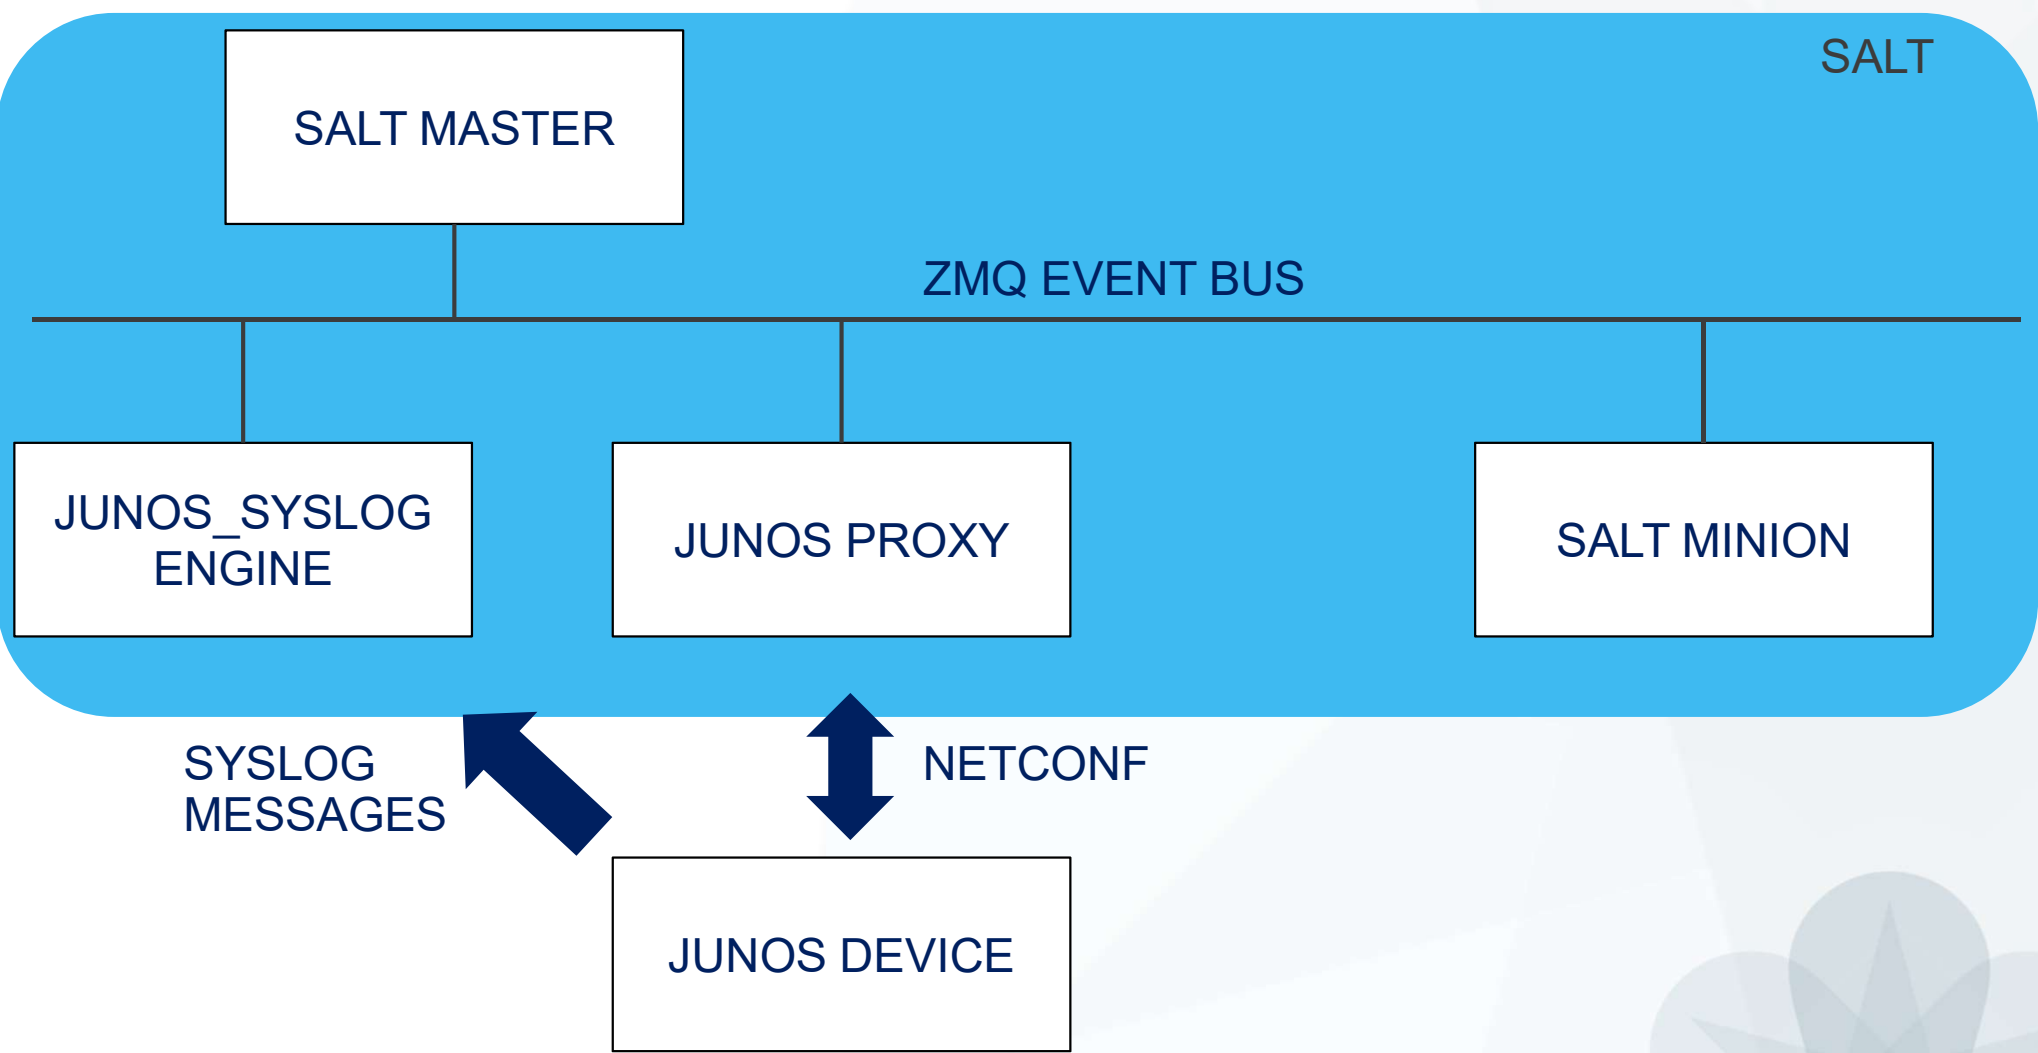 SALT
SALT MASTER
ZMQ EVENT BUS
JUNOS_SYSLOG
ENGINE
JUNOS PROXY
SALT MINION
SYSLOG
MESSAGES
NETCONF
JUNOS DEVICE